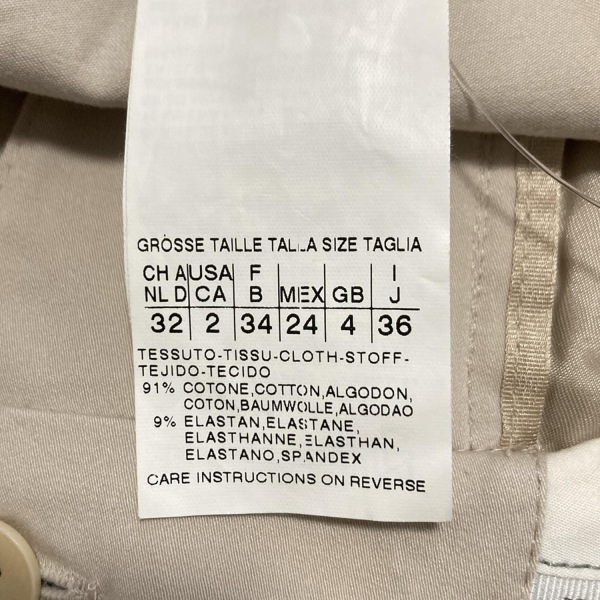 GRÖSSE TAILLE TALLA SIZE TAGLIA
CH A USA F I
NL D CA B MEX GB J
32 2 34 24 4 36
TESSUTO-TISSU-CLOTH-STOFF-
TEJIDO-TECIDO
91% COTONE,COTTON,ALGODON,
COTON,BAUMWOLLE,ALGODAO
9% ELASTAN,ELASTANE,
ELASTHANNE,ELASTHAN,
ELASTANO,SPANDEX
CARE INSTRUCTIONS ON REVERSE